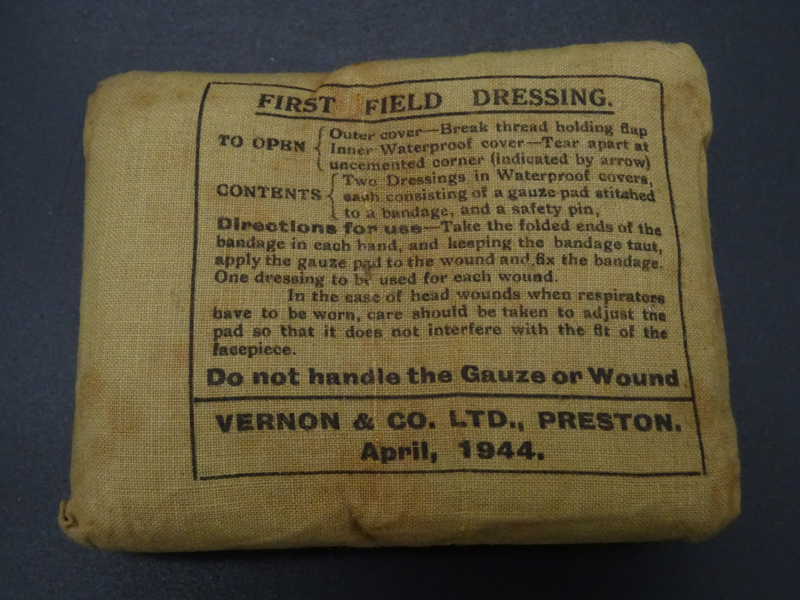 FIRST FIELD DRESSING.
TO OPEN { Outer cover—Break thread holding flap
Inner Waterproof cover—Tear apart at
uncemented corner (indicated by arrow)
CONTENTS { Two Dressings in Waterproof covers,
each consisting of a gauze pad stitched
to a bandage, and a safety pin,
Directions for use—Take the folded ends of the
bandage in each hand, and keeping the bandage taut,
apply the gauze pad to the wound and fix the bandage.
One dressing to be used for each wound.
In the case of head wounds when respirators
have to be worn, care should be taken to adjust the
pad so that it does not interfere with the fit of the
facepiece.
Do not handle the Gauze or Wound
VERNON & CO. LTD., PRESTON.
April, 1944.